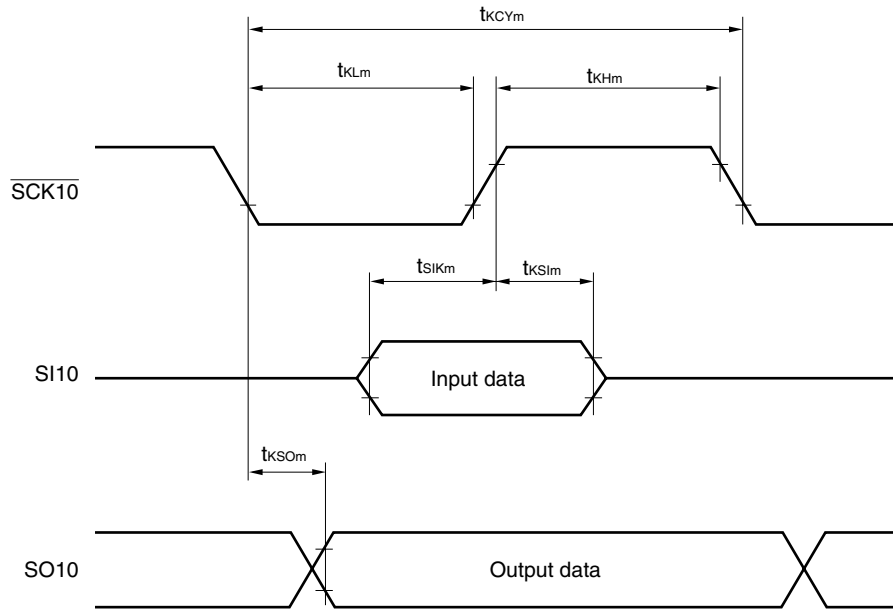 tKCYm
tKLm
tKHm
SCK10
tSIKm
tKSIm
SI10
Input data
tKSOm
SO10
Output data